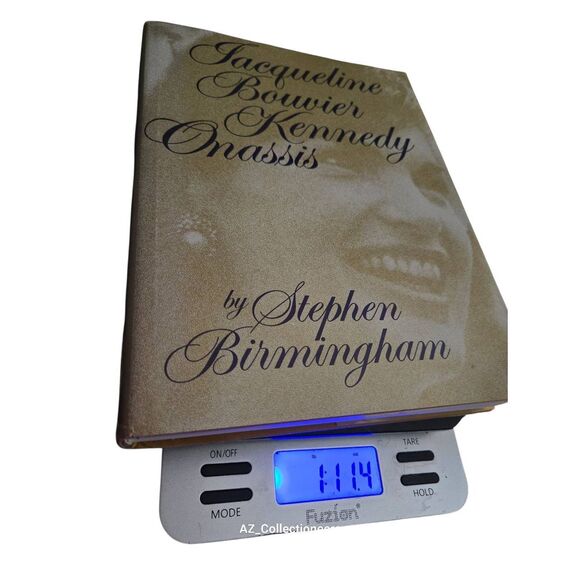 Jacqueline
Bouvier
Kennedy
Onassis
by Stephen
Birmingham
ON/OFF
MODE
1:11.4
TARE
HOLD
Fuzion